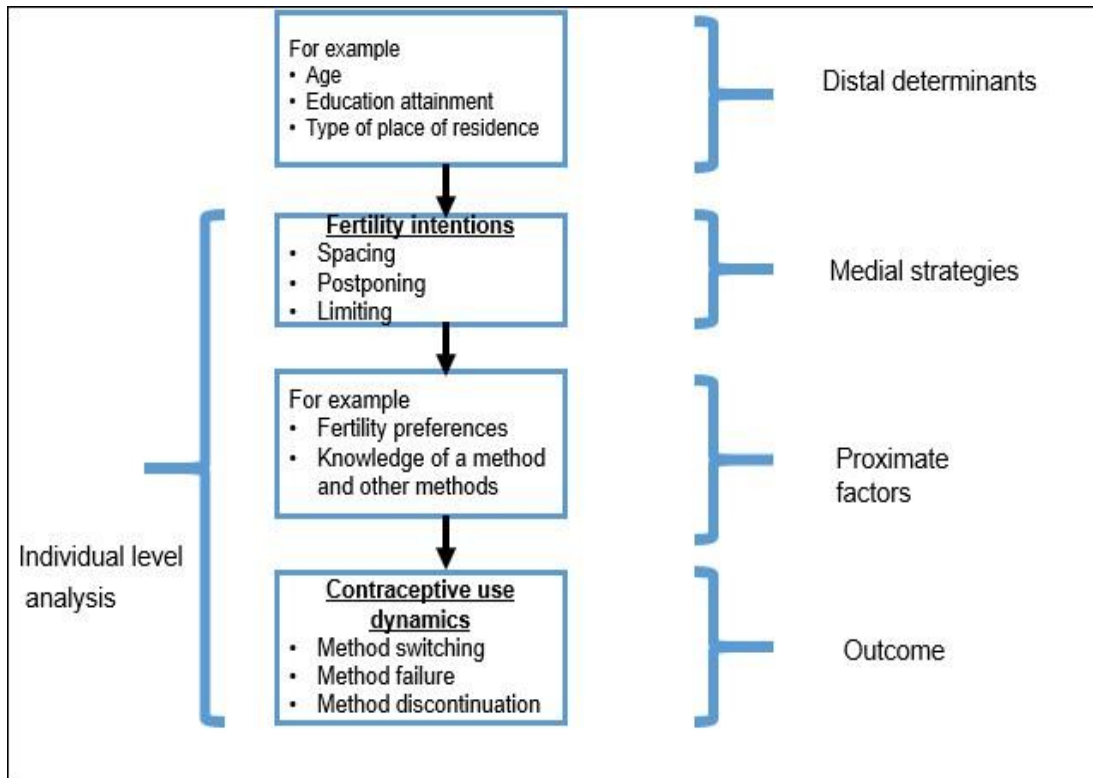 For example
• Age
• Education attainment
• Type of place of residence
Distal determinants
Fertility intentions
• Spacing
• Postponing
• Limiting
Medial strategies
For example
• Fertility preferences
• Knowledge of a method
and other methods
Proximate
factors
Individual level
analysis
Contraceptive use
dynamics
• Method switching
• Method failure
• Method discontinuation
Outcome